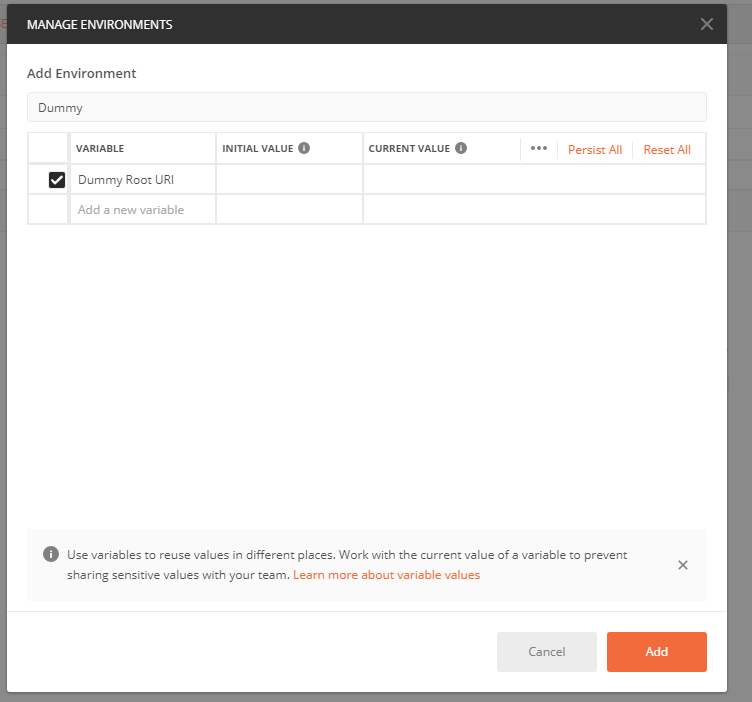 MANAGE ENVIRONMENTS
Add Environment
Dummy
VARIABLE INITIAL VALUE CURRENT VALUE Persist All Reset All
Dummy Root URI
Add a new variable
Use variables to reuse values in different places. Work with the current value of a variable to prevent
sharing sensitive values with your team. Learn more about variable values
Cancel Add